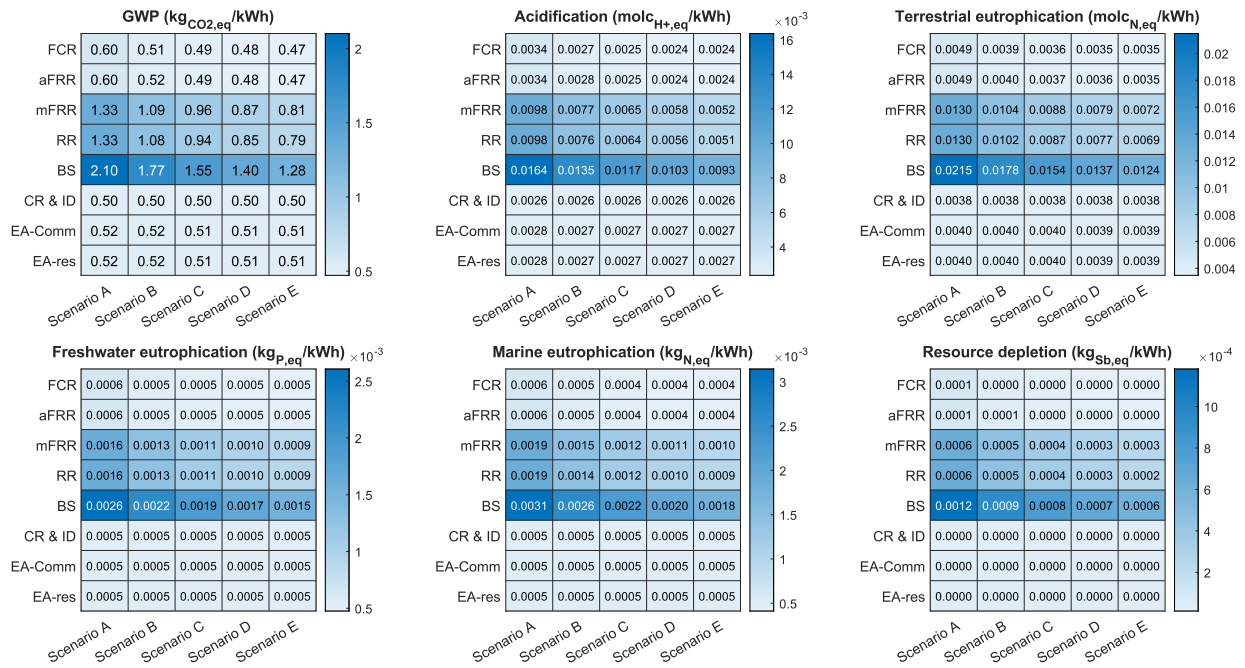 GWP (kgCO2,eq/kWh)
FCR 0.60 0.51 0.49 0.48 0.47
aFRR 0.60 0.52 0.49 0.48 0.47
mFRR 1.33 1.09 0.96 0.87 0.81
RR 1.33 1.08 0.94 0.85 0.79
BS 2.10 1.77 1.55 1.40 1.28
CR & ID 0.50 0.50 0.50 0.50 0.50
EA-Comm 0.52 0.52 0.51 0.51 0.51
EA-res 0.52 0.52 0.51 0.51 0.51
Scenario A Scenario B Scenario C Scenario D Scenario E
2
1.5
1
0.5
Acidification (molcH+,eq/kWh)
×10-3
FCR 0.0034 0.0027 0.0025 0.0024 0.0024
aFRR 0.0034 0.0028 0.0025 0.0024 0.0024
mFRR 0.0098 0.0077 0.0065 0.0058 0.0052
RR 0.0098 0.0076 0.0064 0.0056 0.0051
BS 0.0164 0.0135 0.0117 0.0103 0.0093
CR & ID 0.0026 0.0026 0.0026 0.0026 0.0026
EA-Comm 0.0028 0.0027 0.0027 0.0027 0.0027
EA-res 0.0028 0.0028 0.0027 0.0027 0.0027
Scenario A Scenario B Scenario C Scenario D Scenario E
16
14
12
10
8
6
4
Terrestrial eutrophication (molcN,eq/kWh)
FCR 0.0049 0.0039 0.0036 0.0035 0.0035
aFRR 0.0049 0.0040 0.0037 0.0036 0.0035
mFRR 0.0130 0.0104 0.0088 0.0079 0.0072
RR 0.0130 0.0102 0.0087 0.0077 0.0069
BS 0.0215 0.0178 0.0154 0.0137 0.0124
CR & ID 0.0038 0.0038 0.0038 0.0038 0.0038
EA-Comm 0.0040 0.0040 0.0040 0.0039 0.0039
EA-res 0.0040 0.0040 0.0040 0.0039 0.0039
Scenario A Scenario B Scenario C Scenario D Scenario E
0.02
0.018
0.016
0.014
0.012
0.01
0.008
0.006
0.004
Freshwater eutrophication (kgP,eq/kWh)
×10-3
FCR 0.0006 0.0005 0.0005 0.0005 0.0005
aFRR 0.0006 0.0005 0.0005 0.0005 0.0005
mFRR 0.0016 0.0013 0.0011 0.0010 0.0009
RR 0.0016 0.0013 0.0011 0.0010 0.0009
BS 0.0026 0.0022 0.0019 0.0017 0.0015
CR & ID 0.0005 0.0005 0.0005 0.0005 0.0005
EA-Comm 0.0005 0.0005 0.0005 0.0005 0.0005
EA-res 0.0005 0.0005 0.0005 0.0005 0.0005
Scenario A Scenario B Scenario C Scenario D Scenario E
2.5
2
1.5
1
0.5
Marine eutrophication (kgN,eq/kWh)
×10-3
FCR 0.0006 0.0005 0.0004 0.0004 0.0004
aFRR 0.0006 0.0005 0.0004 0.0004 0.0004
mFRR 0.0019 0.0015 0.0012 0.0011 0.0010
RR 0.0019 0.0014 0.0012 0.0010 0.0009
BS 0.0031 0.0026 0.0022 0.0020 0.0018
CR & ID 0.0005 0.0005 0.0005 0.0005 0.0005
EA-Comm 0.0005 0.0005 0.0005 0.0005 0.0005
EA-res 0.0005 0.0005 0.0005 0.0005 0.0005
Scenario A Scenario B Scenario C Scenario D Scenario E
3
2.5
2
1.5
1
0.5
Resource depletion (kgSb,eq/kWh)
×10-4
FCR 0.0001 0.0000 0.0000 0.0000 0.0000
aFRR 0.0001 0.0001 0.0000 0.0000 0.0000
mFRR 0.0006 0.0005 0.0004 0.0003 0.0003
RR 0.0006 0.0005 0.0004 0.0003 0.0002
BS 0.0012 0.0009 0.0008 0.0007 0.0006
CR & ID 0.0000 0.0000 0.0000 0.0000 0.0000
EA-Comm 0.0000 0.0000 0.0000 0.0000 0.0000
EA-res 0.0000 0.0000 0.0000 0.0000 0.0000
Scenario A Scenario B Scenario C Scenario D Scenario E
10
8
6
4
2